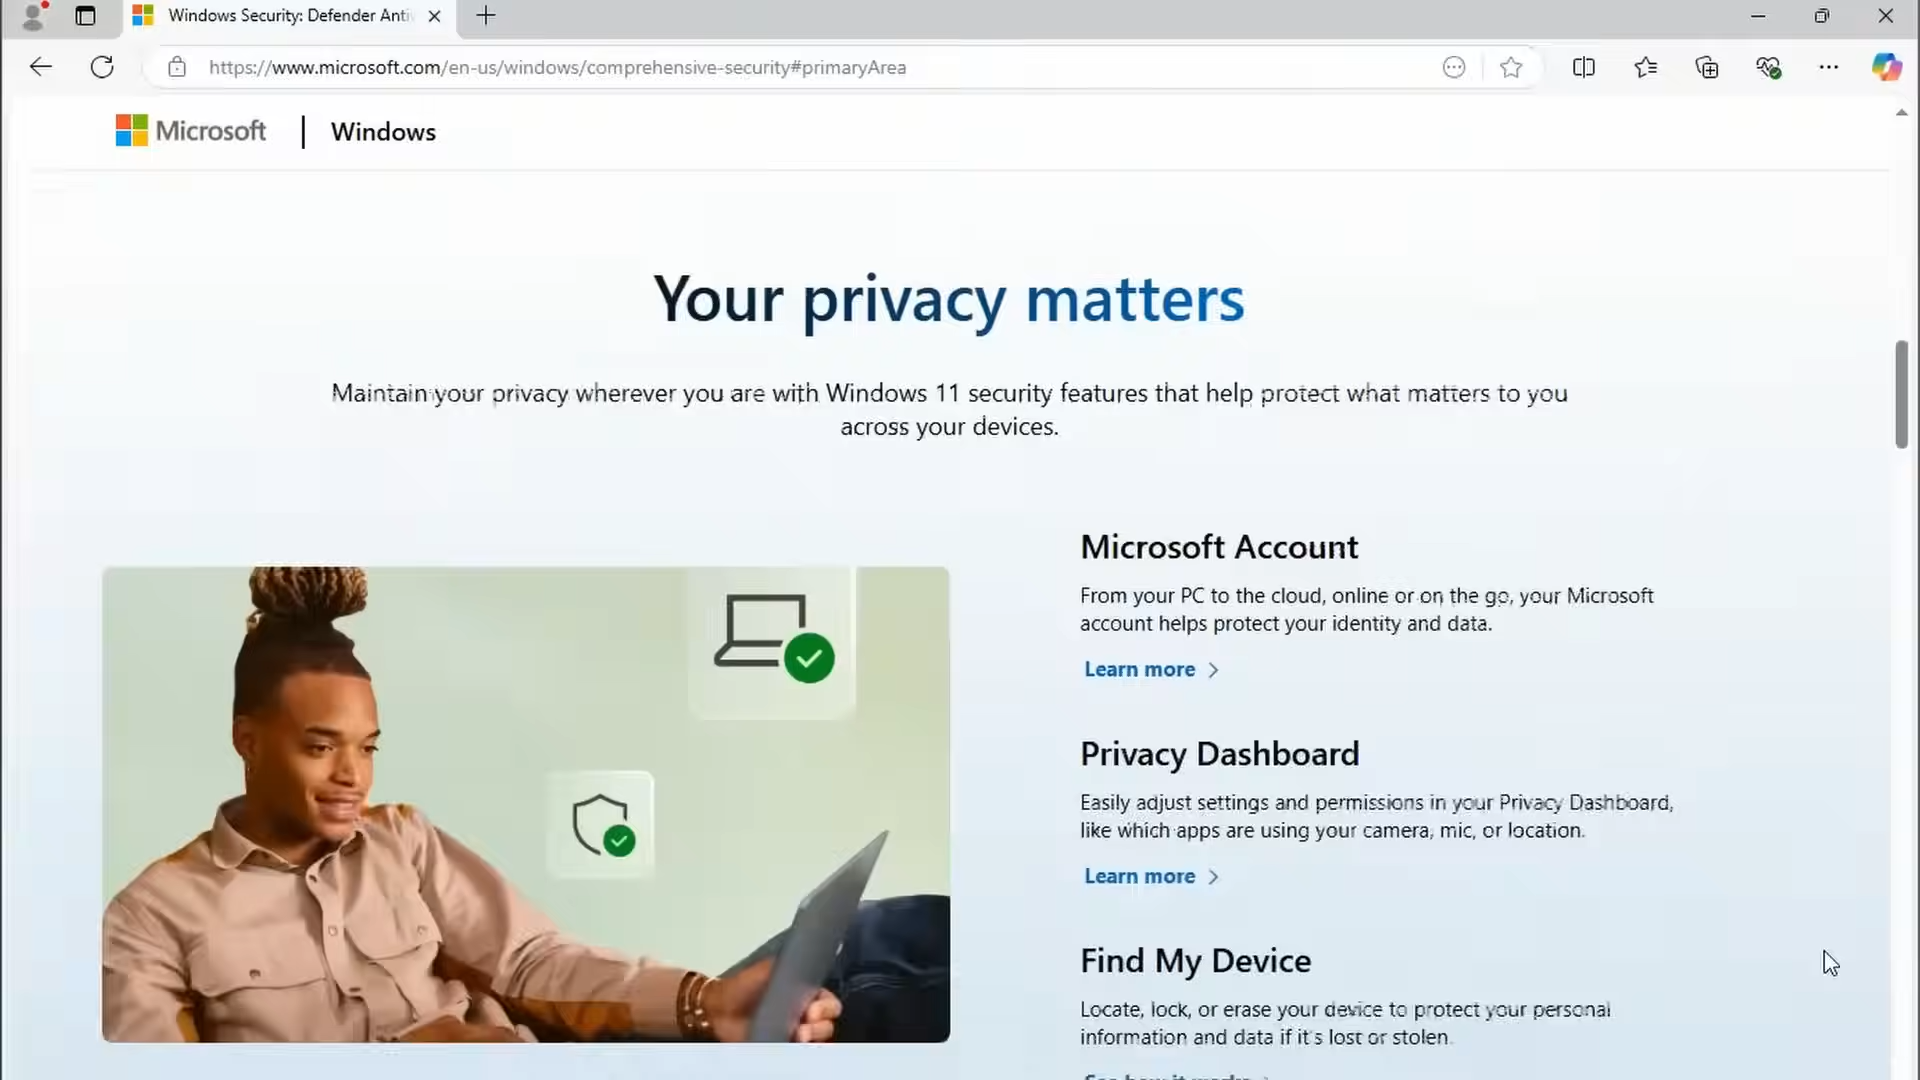 Windows Security: Defender Anti
https://www.microsoft.com/en-us/windows/comprehensive-security#primaryArea
Microsoft | Windows
Your privacy matters
Maintain your privacy wherever you are with Windows 11 security features that help protect what matters to you
across your devices.
Microsoft Account
From your PC to the cloud, online or on the go, your Microsoft
account helps protect your identity and data.
Learn more
Privacy Dashboard
Easily adjust settings and permissions in your Privacy Dashboard,
like which apps are using your camera, mic, or location.
Learn more
Find My Device
Locate, lock, or erase your device to protect your personal
information and data if it's lost or stolen.
See how it works